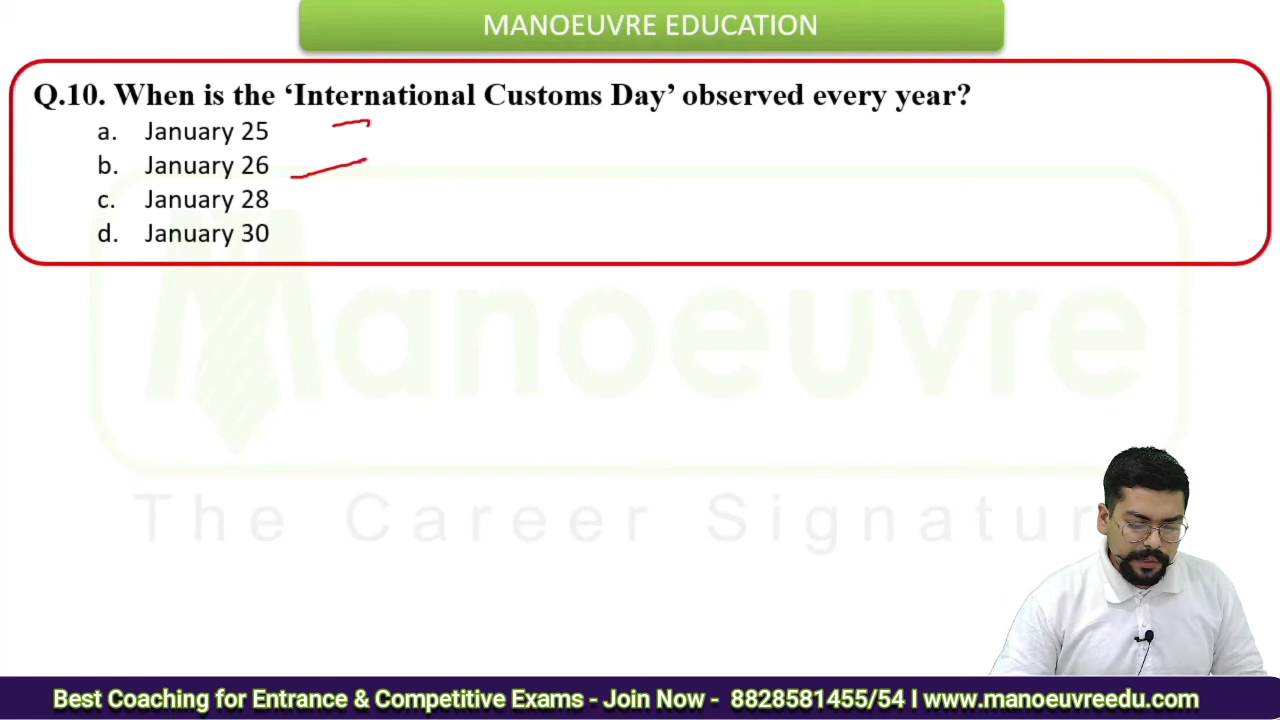 MANOEUVRE EDUCATION
Q.10. When is the ‘International Customs Day’ observed every year?
a. January 25
b. January 26
c. January 28
d. January 30
Manoeuvre
The Career Signatur
Best Coaching for Entrance & Competitive Exams - Join Now - 8828581455/54 I www.manoeuvreedu.com